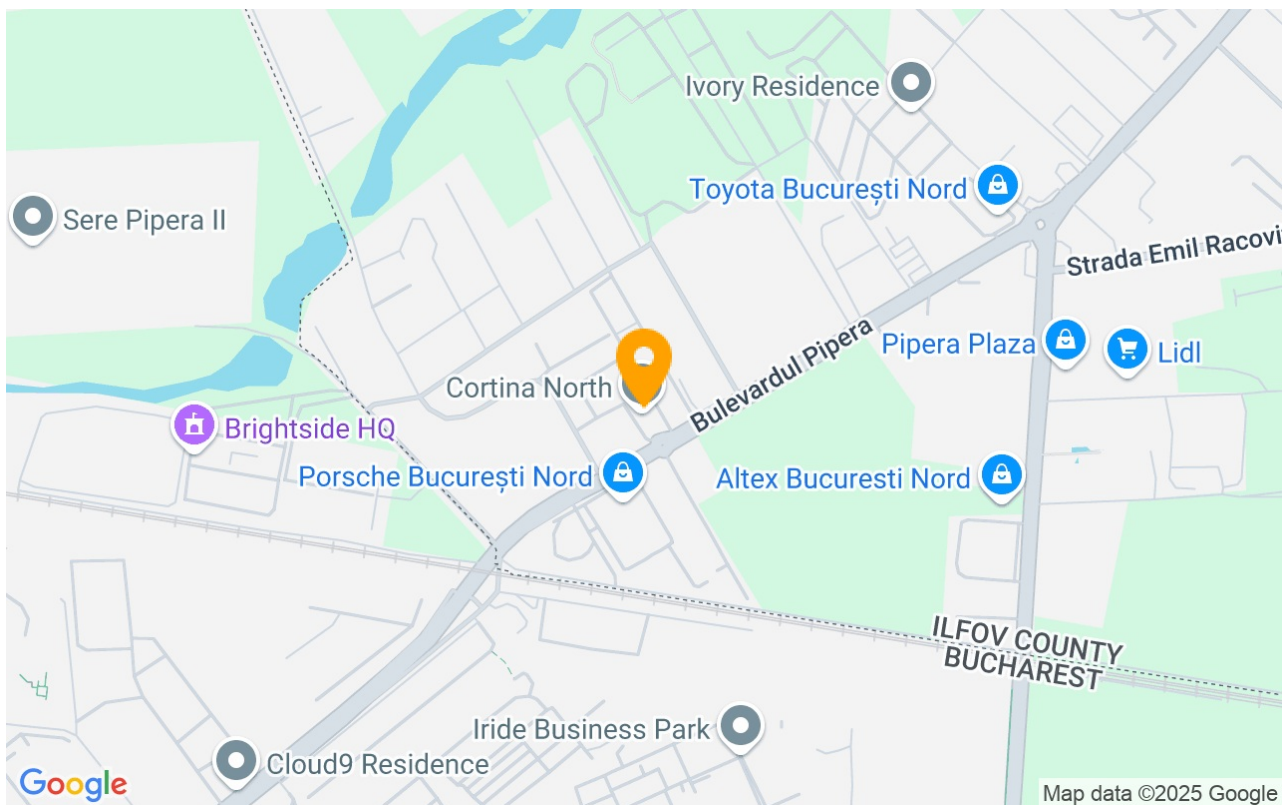 Ivory Residence
Toyota București Nord
Sere Pipera II
Strada Emil Racovi
Bulevardul Pipera
Pipera Plaza
Lidl
Cortina North
Brightside HQ
Porsche București Nord
Altex Bucuresti Nord
ILFOV COUNTY
BUCHAREST
Iride Business Park
Cloud9 Residence
Google
Map data ©2025 Google